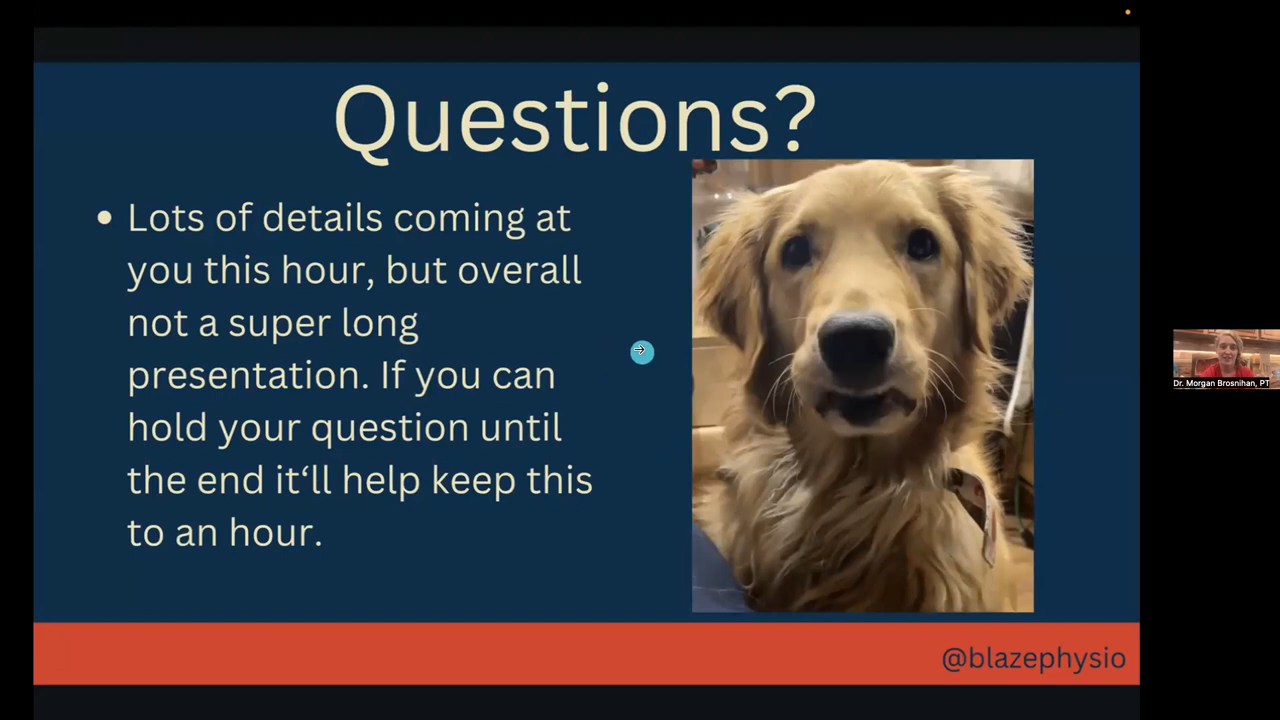 Questions?
• Lots of details coming at
you this hour, but overall
not a super long
presentation. If you can
hold your question until
the end it‘ll help keep this
to an hour.
Dr. Morgan Brosnihan, PT
@blazephysio